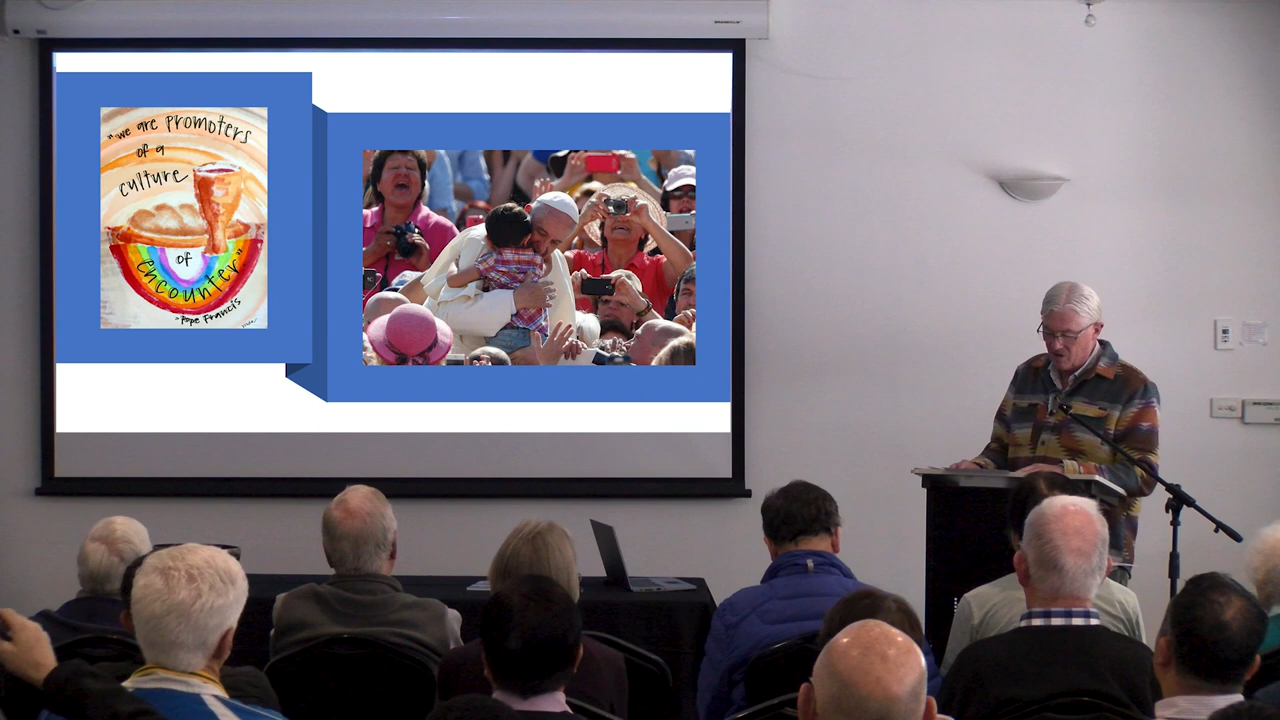 "we are promoters
of a
culture
of
encounter"
~Pope Francis